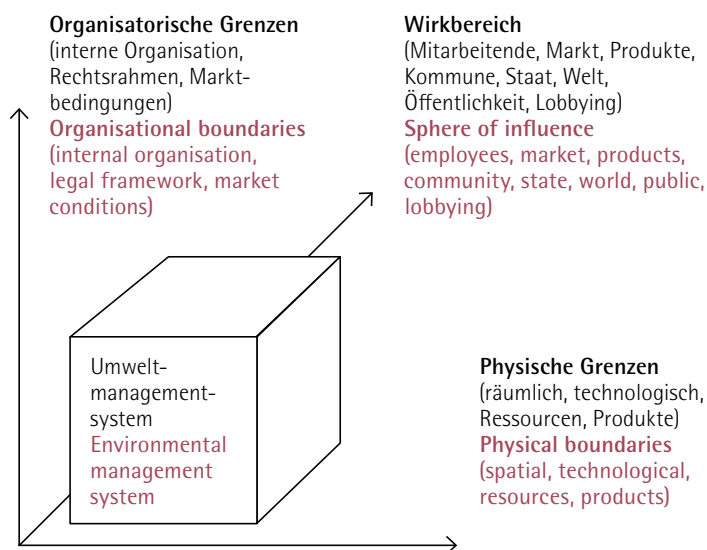 Organisatorische Grenzen
(interne Organisation,
Rechtsrahmen, Markt-
bedingungen)
Organisational boundaries
(internal organisation,
legal framework, market
conditions)
Wirkbereich
(Mitarbeitende, Markt, Produkte,
Kommune, Staat, Welt,
Öffentlichkeit, Lobbying)
Sphere of influence
(employees, market, products,
community, state, world, public,
lobbying)
Umwelt-
management-
system
Environmental
management
system
Physische Grenzen
(räumlich, technologisch,
Ressourcen, Produkte)
Physical boundaries
(spatial, technological,
resources, products)